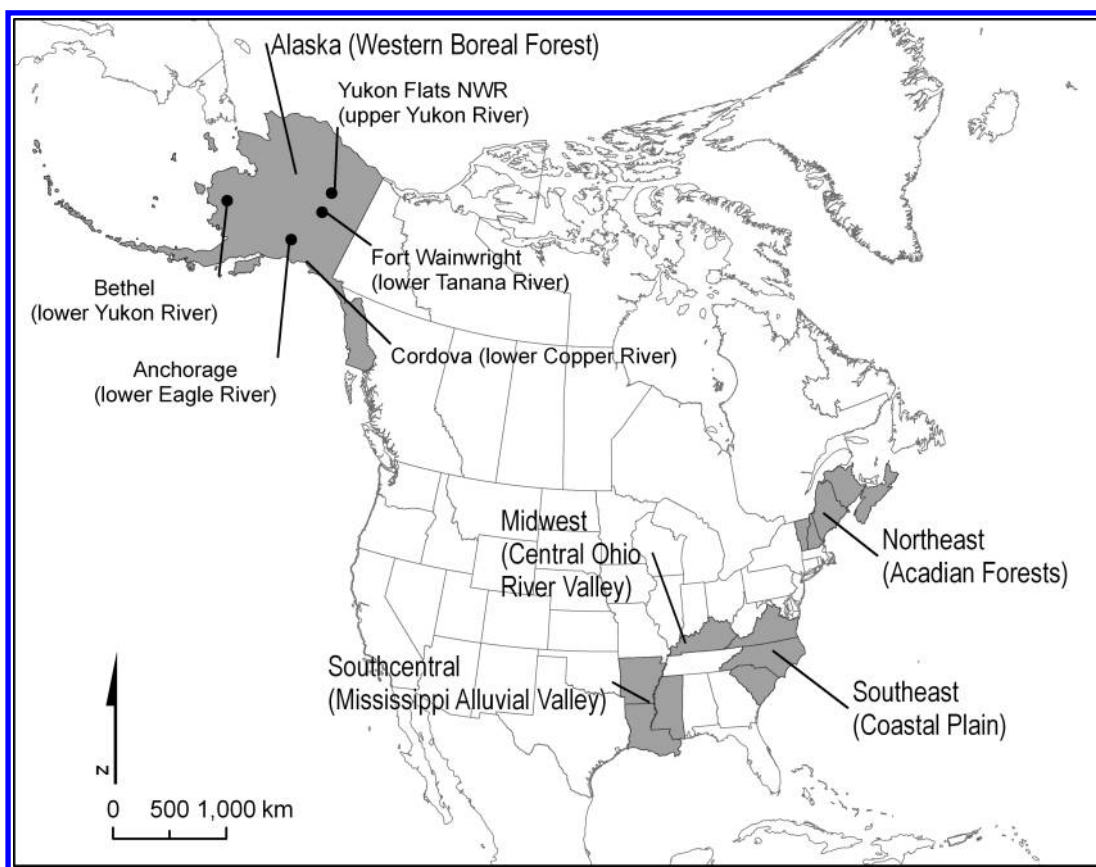 Alaska (Western Boreal Forest)
Yukon Flats NWR
(upper Yukon River)
Fort Wainwright
(lower Tanana River)
Bethel
(lower Yukon River)
Cordova (lower Copper River)
Anchorage
(lower Eagle River)
Midwest
(Central Ohio
River Valley)
Northeast
(Acadian Forests)
Southcentral
(Mississippi Alluvial Valley)
Southeast
(Coastal Plain)
N
0 500 1,000 km